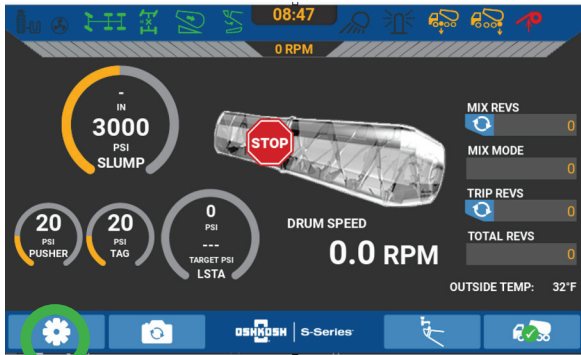 08:47
0 RPM
-
IN
3000
PSI
SLUMP
STOP
MIX REVS
0
MIX MODE
TRIP REVS
0
TOTAL REVS
0
20
PSI
PUSHER
20
PSI
TAG
0
PSI
---
TARGET PSI
LSTA
DRUM SPEED
0.0 RPM
OUTSIDE TEMP: 32°F
OSHKOSH S-Series™